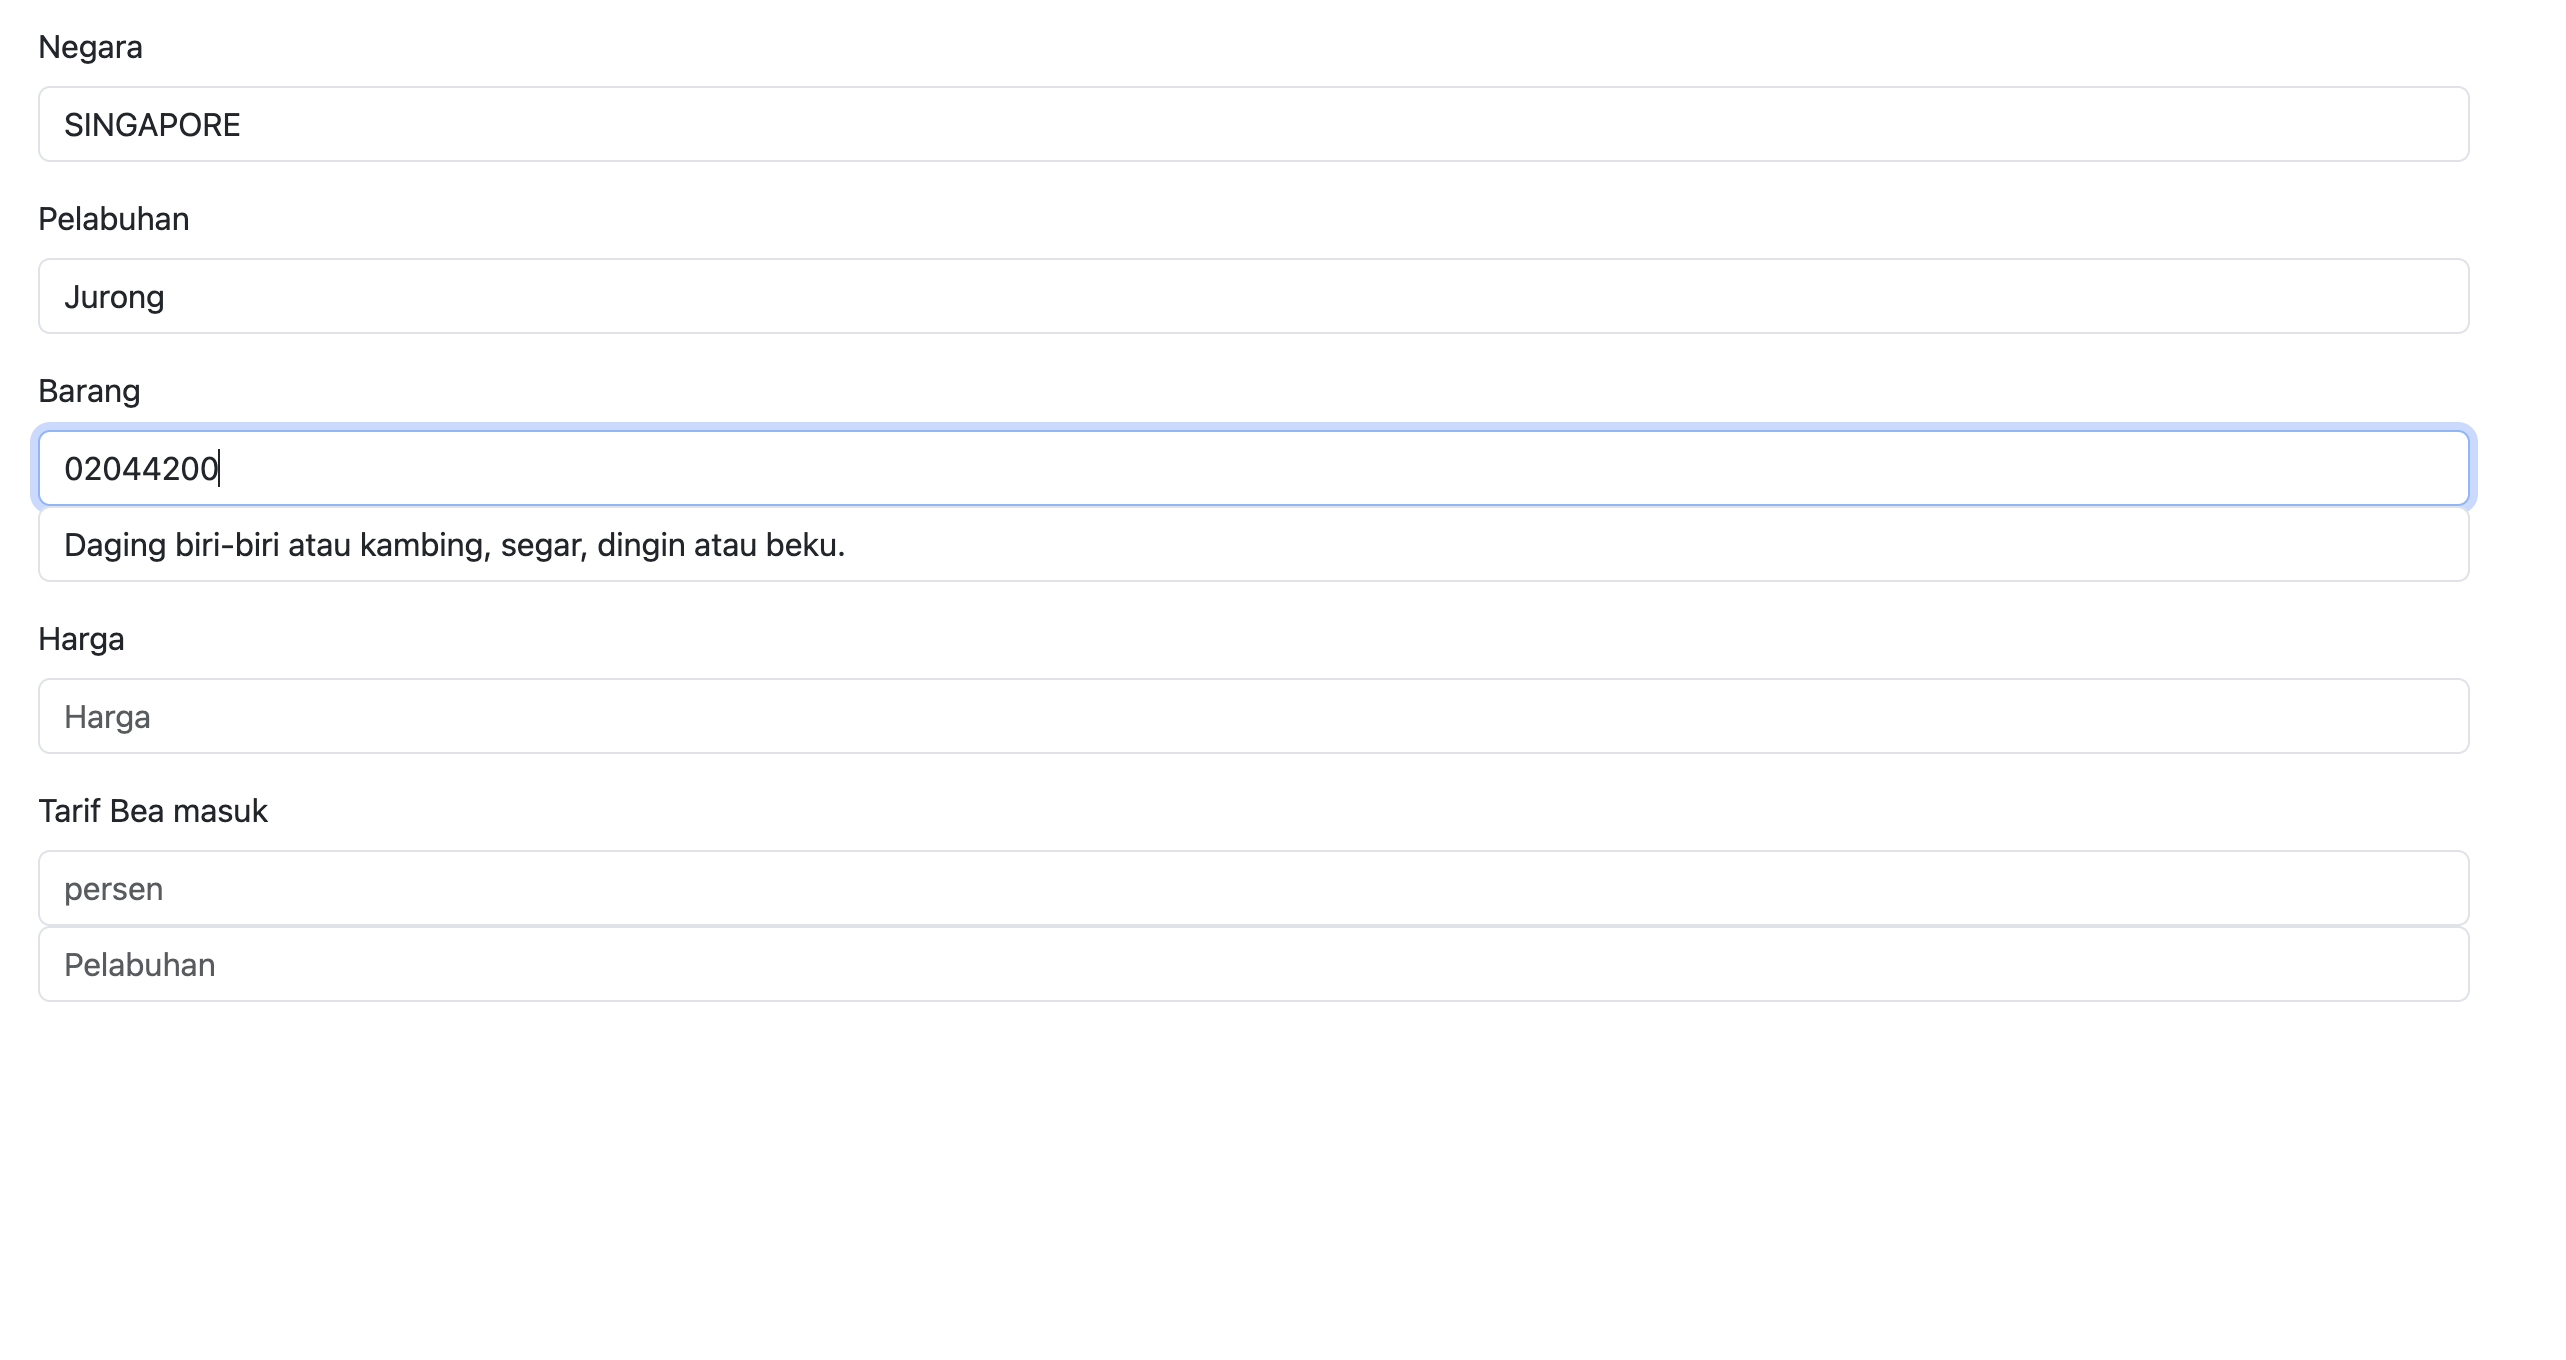 Negara
SINGAPORE
Pelabuhan
Jurong
Barang
02044200
Daging biri-biri atau kambing, segar, dingin atau beku.
Harga
Harga
Tarif Bea masuk
persen
Pelabuhan